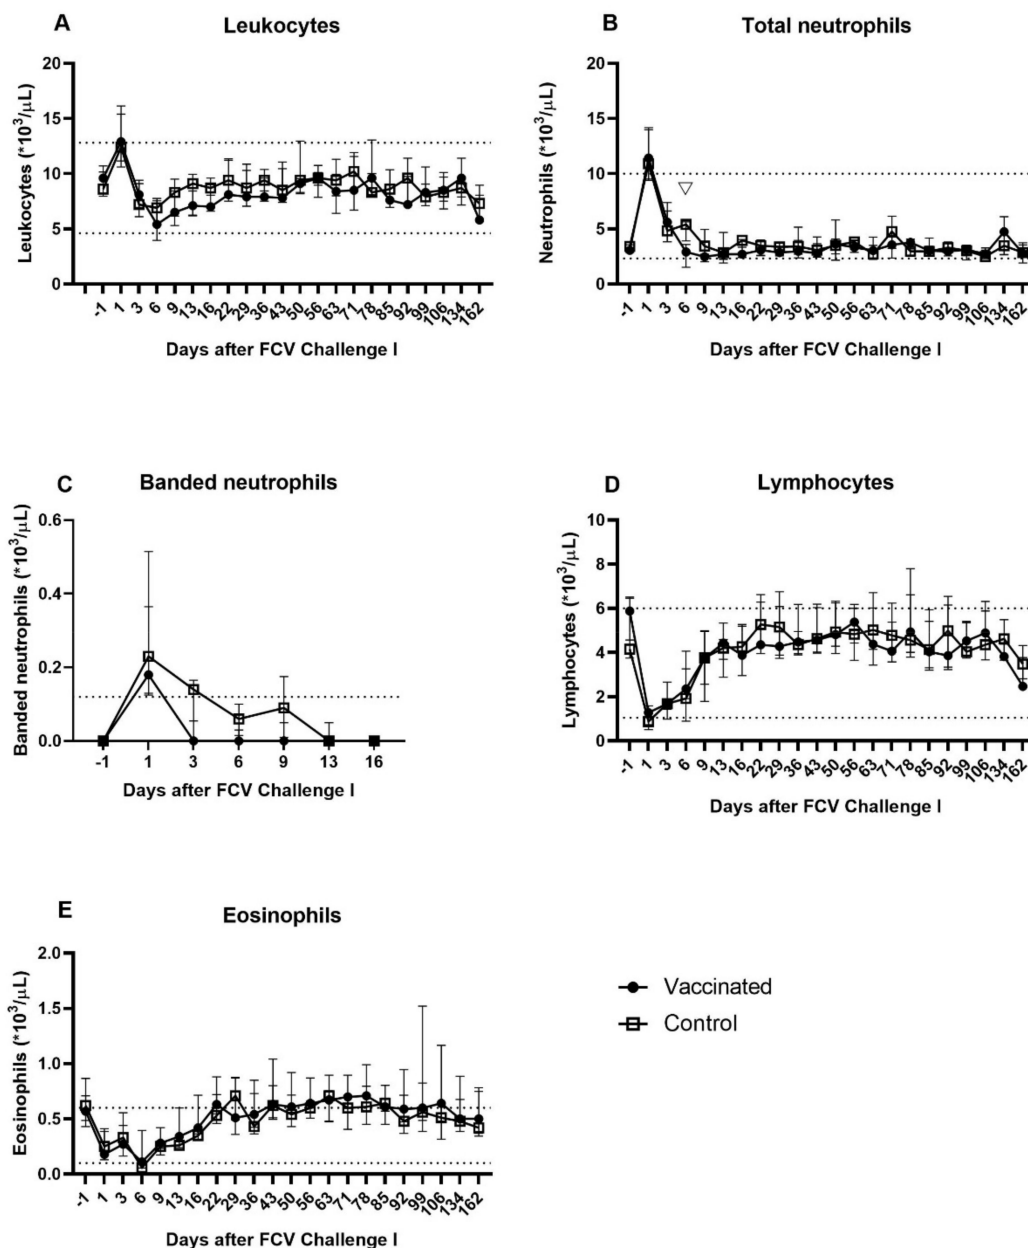 A
Leukocytes
Leukocytes (*10³/µL)
20
15
10
5
0
-1 1 3 6 9 13 16 22 29 36 43 50 56 63 71 78 85 92 99 106 134 162
Days after FCV Challenge I
B
Total neutrophils
Neutrophils (*10³/µL)
20
15
10
5
0
-1 1 3 6 9 13 16 22 29 36 43 50 56 63 71 78 85 92 99 106 134 162
Days after FCV Challenge I
C
Banded neutrophils
Banded neutrophils (*10³/µL)
0.6
0.4
0.2
0.0
-1 1 3 6 9 13 16
Days after FCV Challenge I
D
Lymphocytes
Lymphocytes (*10³/µL)
10
8
6
4
2
0
-1 1 3 6 9 13 16 22 29 36 43 50 56 63 71 78 85 92 99 106 134 162
Days after FCV Challenge I
E
Eosinophils
Eosinophils (*10³/µL)
2.0
1.5
1.0
0.5
0.0
-1 1 3 6 9 13 16 22 29 36 43 50 56 63 71 78 85 92 99 106 134 162
Days after FCV Challenge I
Vaccinated
Control